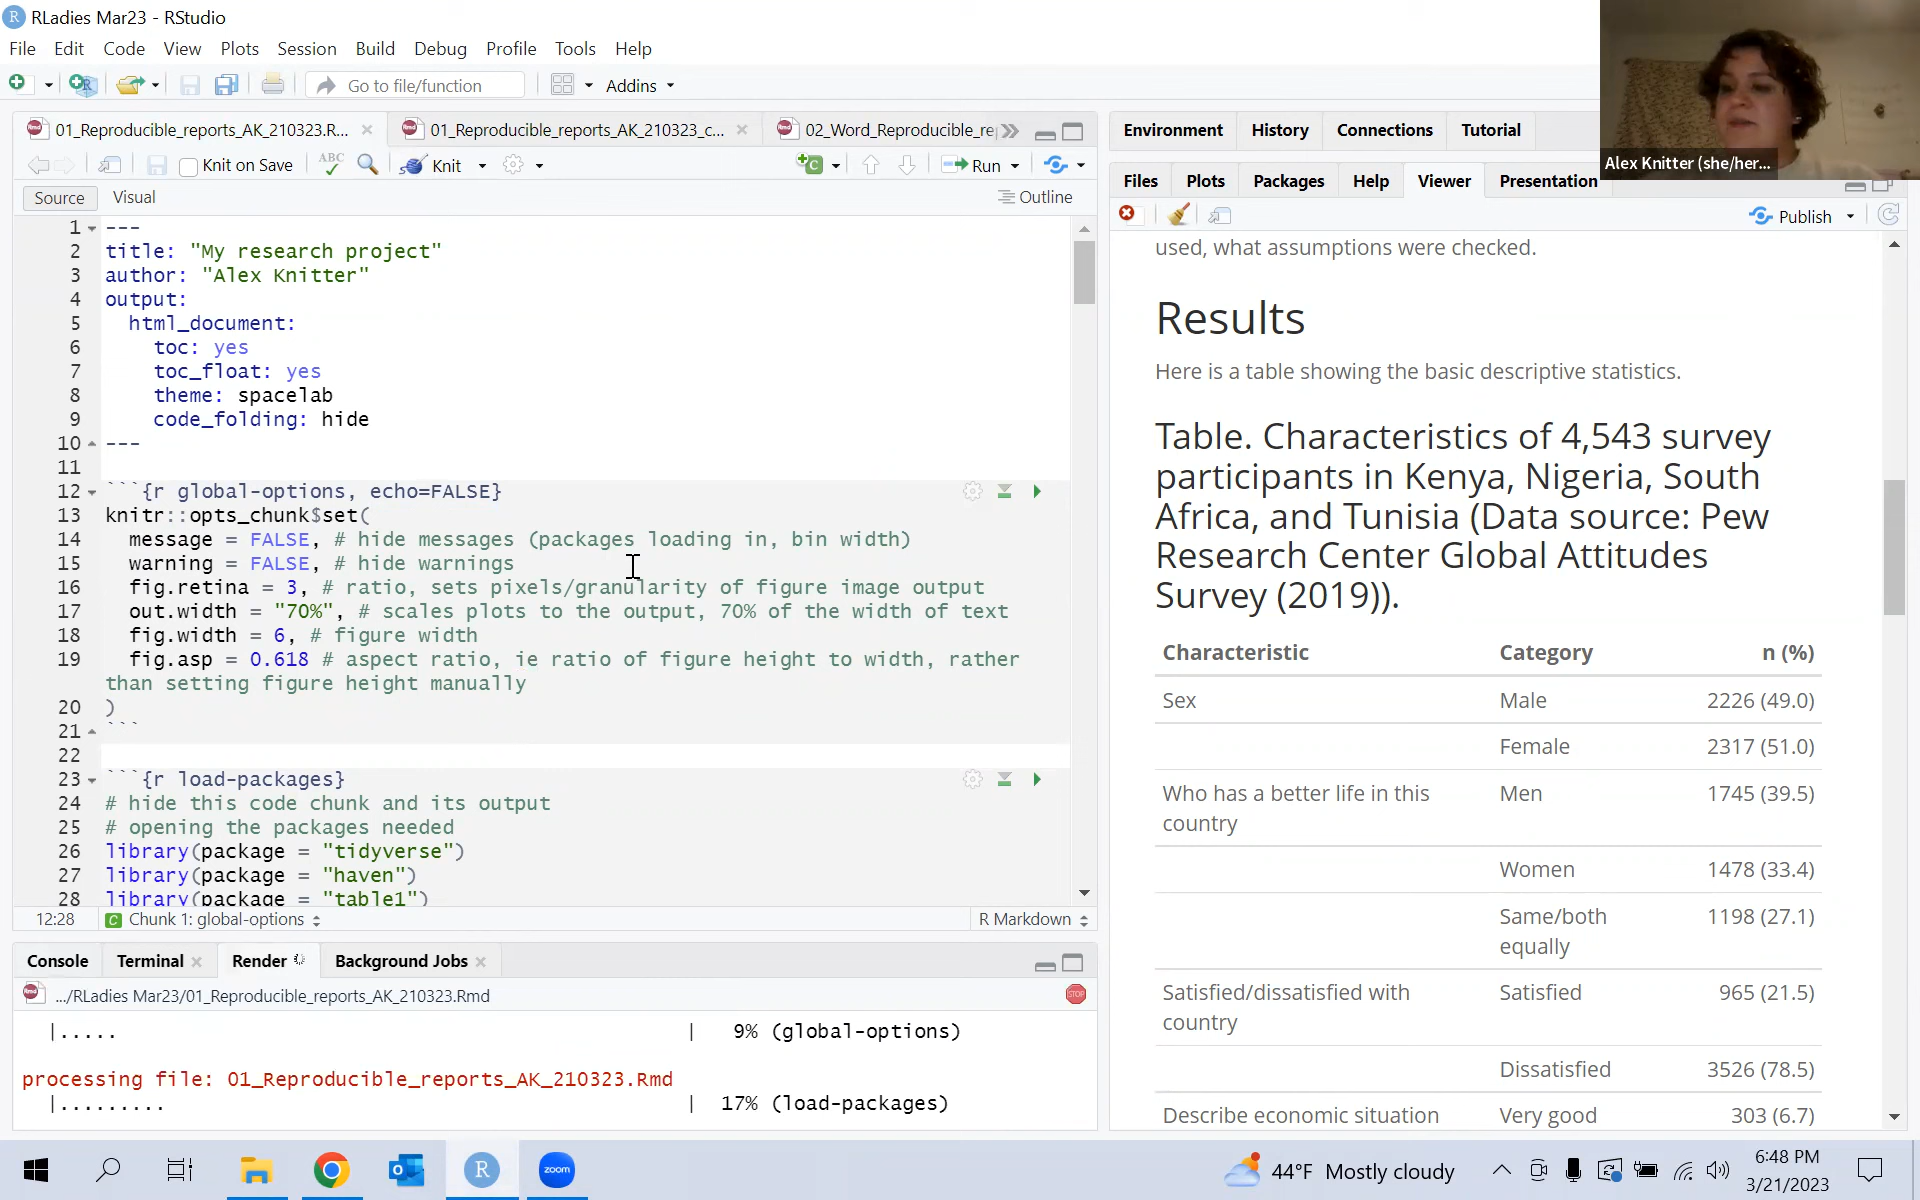 RLadies Mar23 - RStudio
File Edit Code View Plots Session Build Debug Profile Tools Help
Go to file/function Addins
01_Reproducible_reports_AK_210323.R... 01_Reproducible_reports_AK_210323_c... 02_Word_Reproducible_re
Knit on Save ABC Knit Run
Source Visual Outline
1 ---
2 title: "My research project"
3 author: "Alex Knitter"
4 output:
5 html_document:
6 toc: yes
7 toc_float: yes
8 theme: spacelab
9 code_folding: hide
10 ---
11
12 ```{r global-options, echo=FALSE}
13 knitr::opts_chunk$set(
14 message = FALSE, # hide messages (packages loading in, bin width)
15 warning = FALSE, # hide warnings
16 fig.retina = 3, # ratio, sets pixels/granularity of figure image output
17 out.width = "70%", # scales plots to the output, 70% of the width of text
18 fig.width = 6, # figure width
19 fig.asp = 0.618 # aspect ratio, ie ratio of figure height to width, rather
than setting figure height manually
20 )
21 ```
22
23 ```{r load-packages}
24 # hide this code chunk and its output
25 # opening the packages needed
26 library(package = "tidyverse")
27 library(package = "haven")
28 library(package = "table1")
12:28 Chunk 1: global-options R Markdown
Console Terminal Render Background Jobs
.../RLadies Mar23/01_Reproducible_reports_AK_210323.Rmd
STOP
|..... | 9% (global-options)
processing file: 01_Reproducible_reports_AK_210323.Rmd
|......... | 17% (load-packages)
Environment History Connections Tutorial
Alex Knitter (she/her...
Files Plots Packages Help Viewer Presentation
Publish
used, what assumptions were checked.
Results
Here is a table showing the basic descriptive statistics.
Table. Characteristics of 4,543 survey
participants in Kenya, Nigeria, South
Africa, and Tunisia (Data source: Pew
Research Center Global Attitudes
Survey (2019)).
Characteristic Category n (%)
Sex Male 2226 (49.0)
Female 2317 (51.0)
Who has a better life in this
country Men 1745 (39.5)
Women 1478 (33.4)
Same/both
equally 1198 (27.1)
Satisfied/dissatisfied with
country Satisfied 965 (21.5)
Dissatisfied 3526 (78.5)
Describe economic situation Very good 303 (6.7)
zoom
44°F Mostly cloudy
6:48 PM
3/21/2023